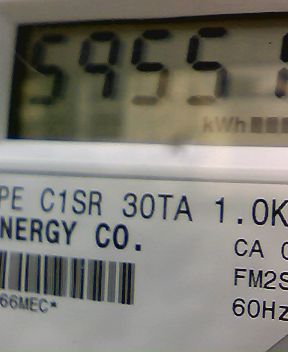 5955
kWh
PE C1SR 30TA 1.0K
NERGY CO.
CA
FM2S
66MEC*
60Hz